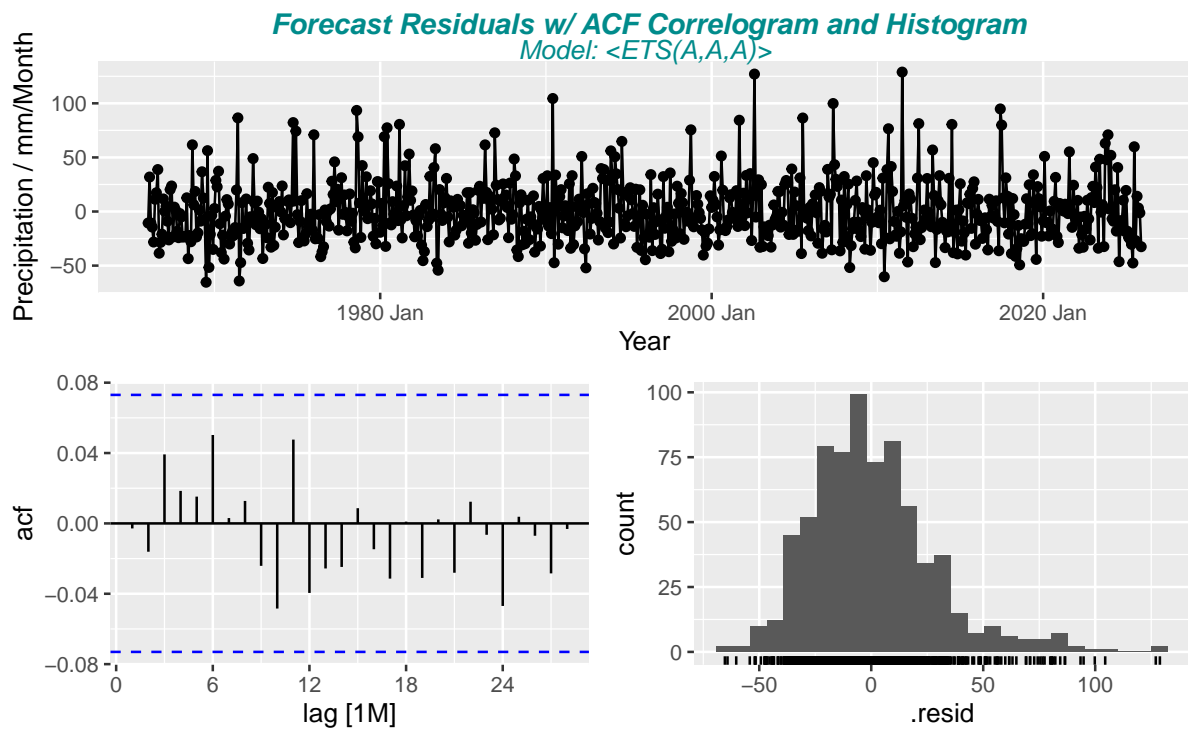 Forecast Residuals w/ ACF Correlogram and Histogram
Model: <ETS(A,A,A)>
Precipitation / mm/Month
100
50
0
−50
1980 Jan 2000 Jan 2020 Jan
Year
acf
0.08
0.04
0.00
−0.04
−0.08
0 6 12 18 24
lag [1M]
count
100
75
50
25
0
−50 0 50 100
.resid